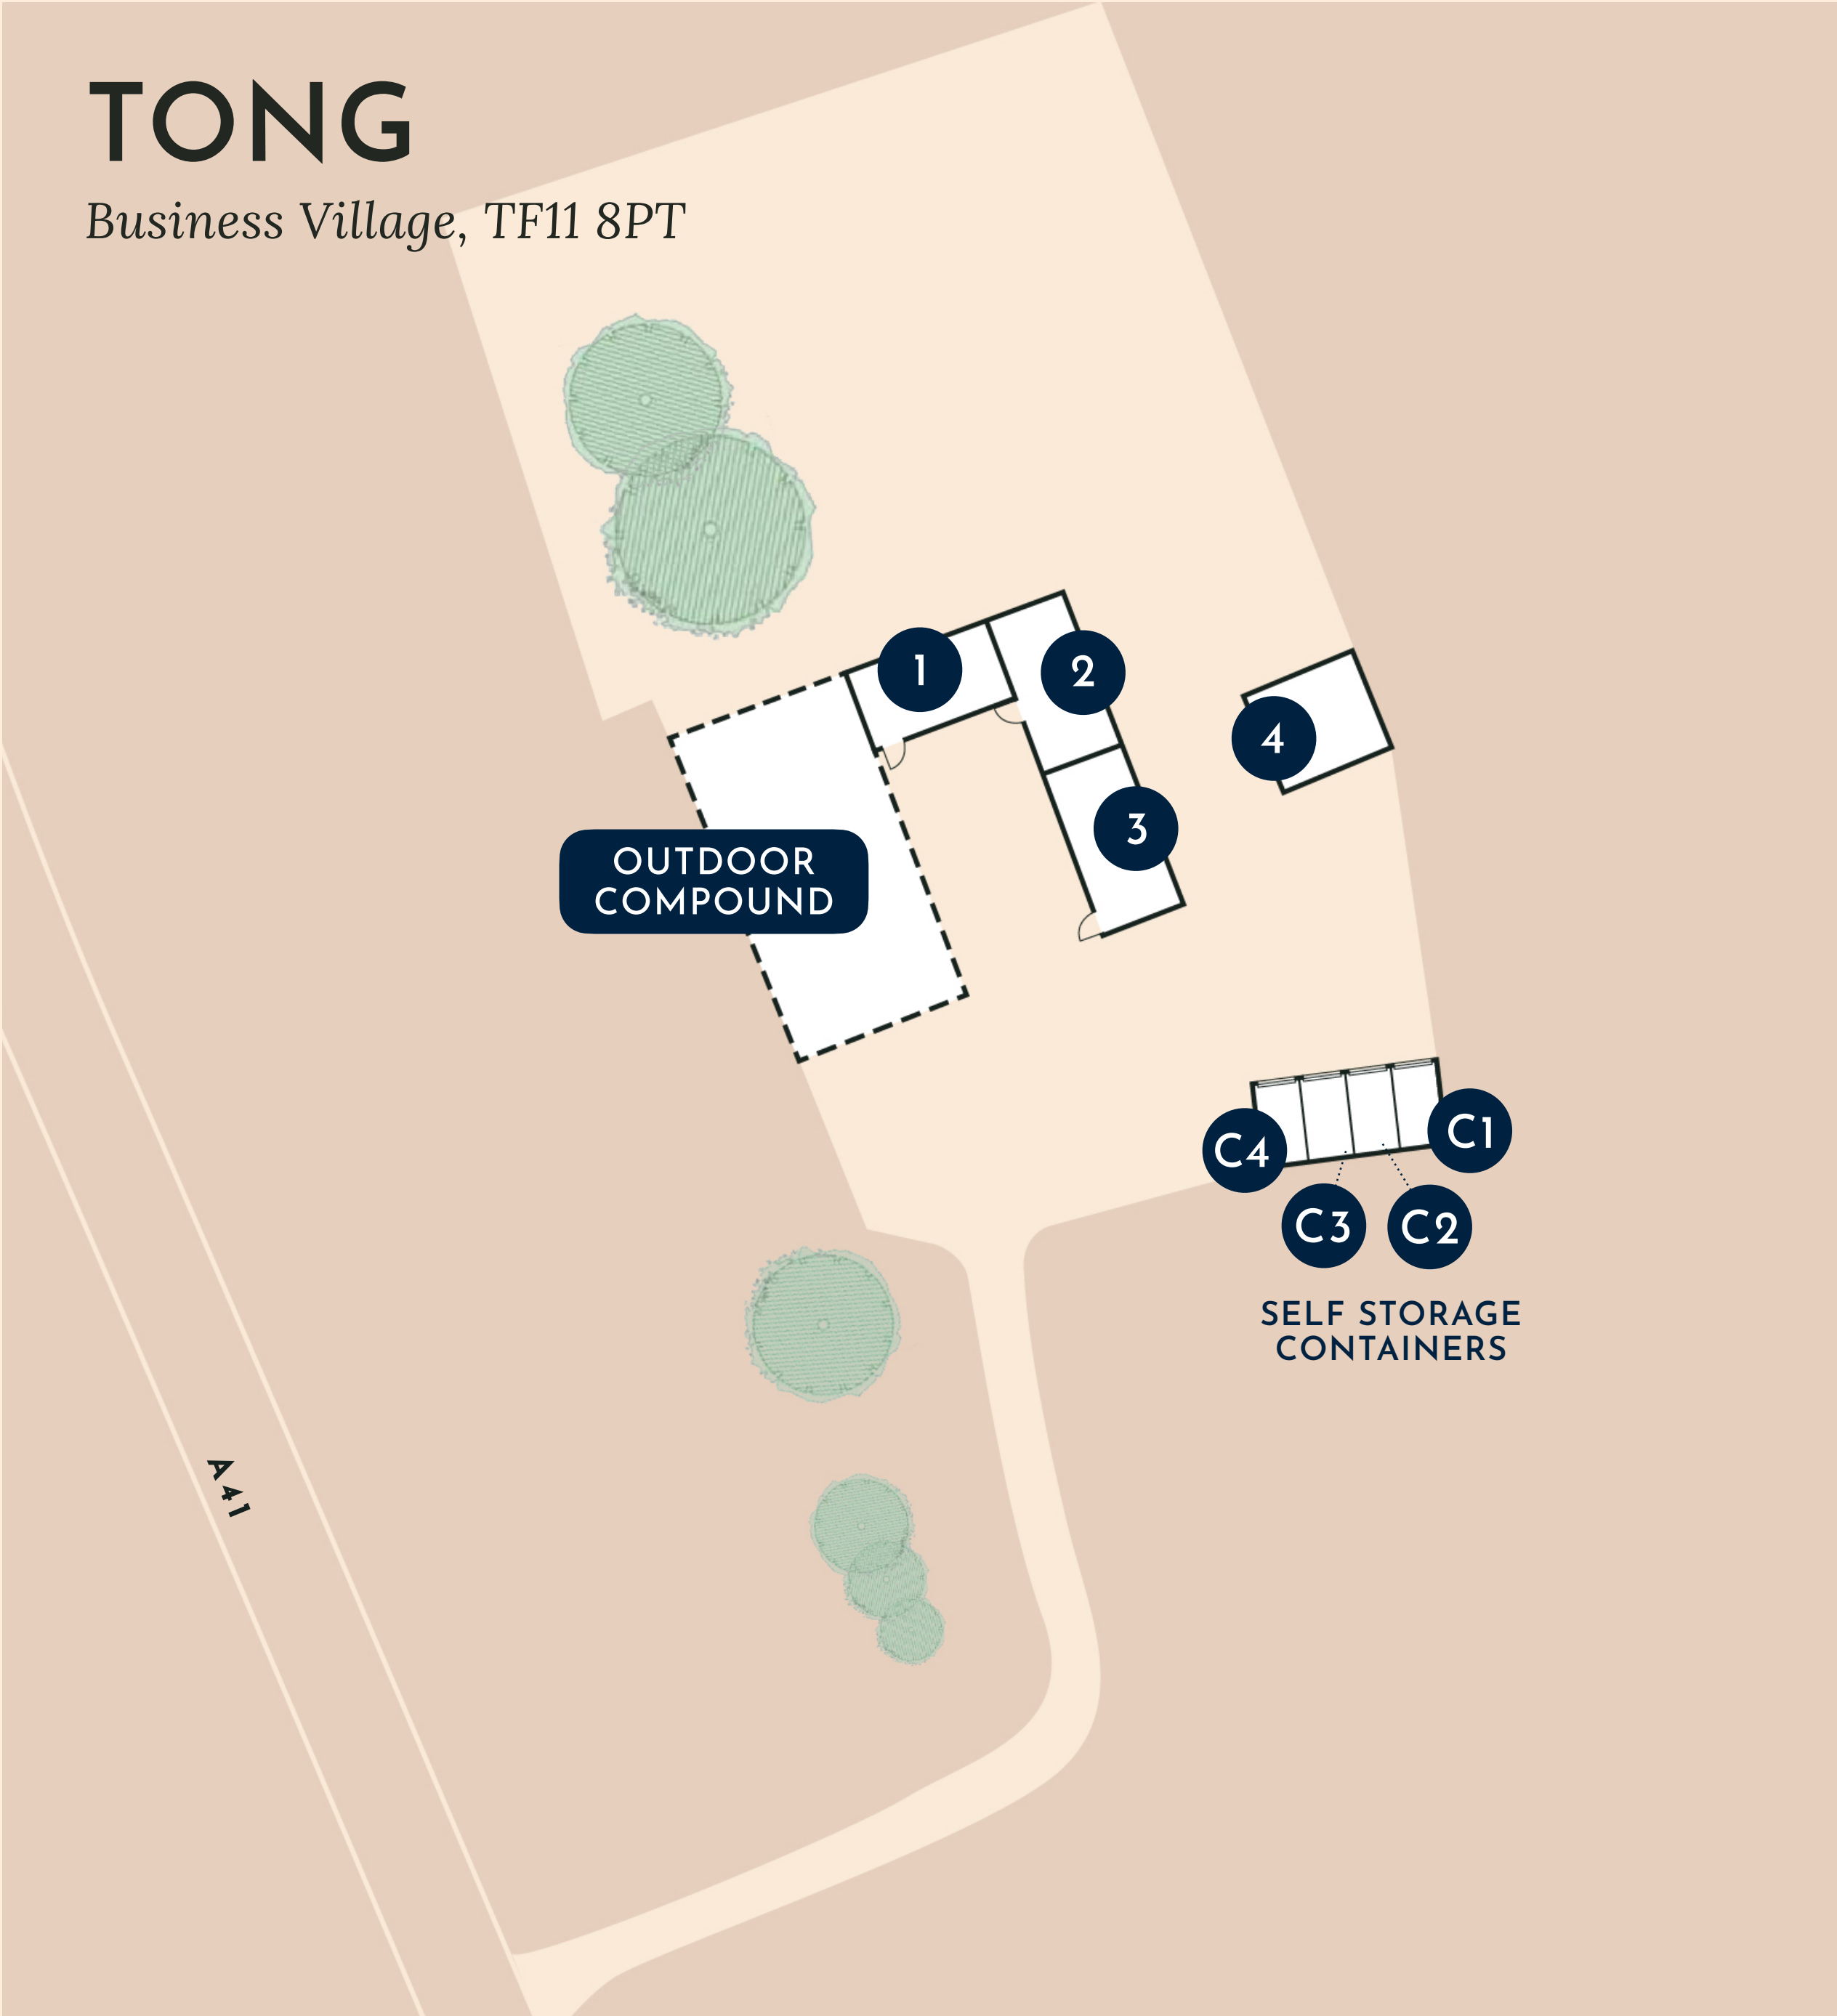 TONG
Business Village, TF11 8PT
1
2
3
4
OUTDOOR
COMPOUND
C4
C1
C3
C2
SELF STORAGE
CONTAINERS
A41